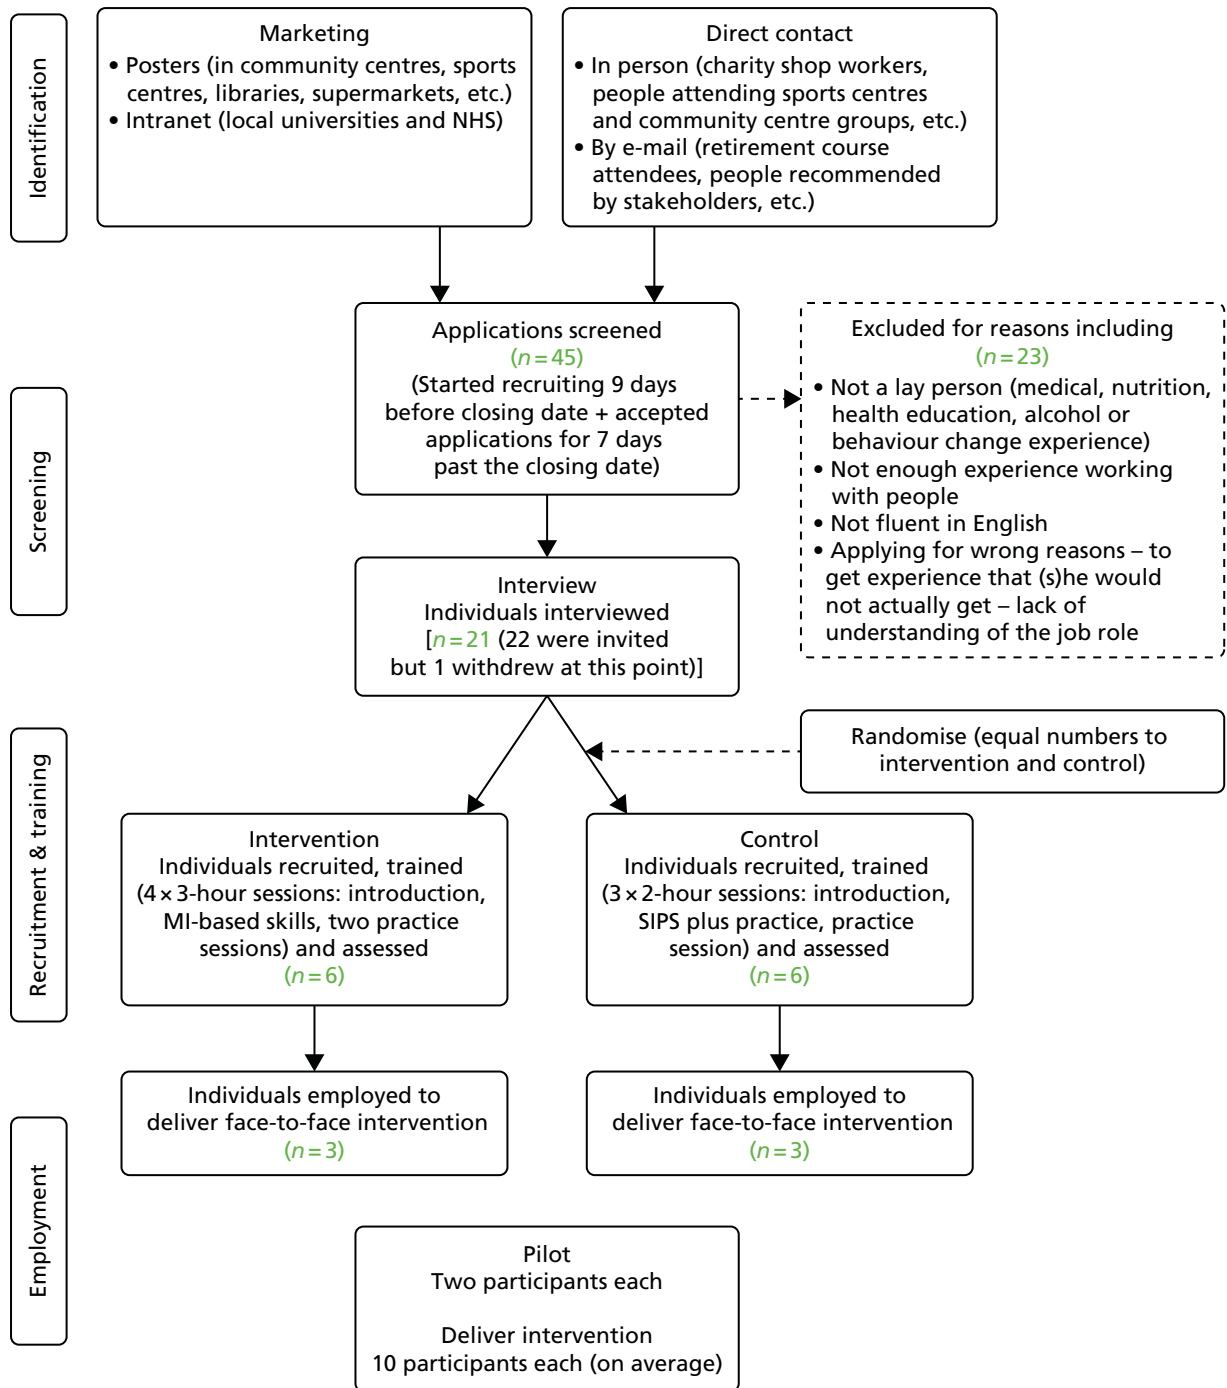 Identification
Marketing
• Posters (in community centres, sports
centres, libraries, supermarkets, etc.)
• Intranet (local universities and NHS)
Direct contact
• In person (charity shop workers,
people attending sports centres
and community centre groups, etc.)
• By e-mail (retirement course
attendees, people recommended
by stakeholders, etc.)
Screening
Applications screened
(n=45)
(Started recruiting 9 days
before closing date + accepted
applications for 7 days
past the closing date)
Excluded for reasons including
(n=23)
• Not a lay person (medical, nutrition,
health education, alcohol or
behaviour change experience)
• Not enough experience working
with people
• Not fluent in English
• Applying for wrong reasons – to
get experience that (s)he would
not actually get – lack of
understanding of the job role
Interview
Individuals interviewed
[n=21 (22 were invited
but 1 withdrew at this point)]
Recruitment & training
Randomise (equal numbers to
intervention and control)
Intervention
Individuals recruited, trained
(4×3-hour sessions: introduction,
MI-based skills, two practice
sessions) and assessed
(n=6)
Control
Individuals recruited, trained
(3×2-hour sessions: introduction,
SIPS plus practice, practice
session) and assessed
(n=6)
Employment
Individuals employed to
deliver face-to-face intervention
(n=3)
Individuals employed to
deliver face-to-face intervention
(n=3)
Pilot
Two participants each
Deliver intervention
10 participants each (on average)